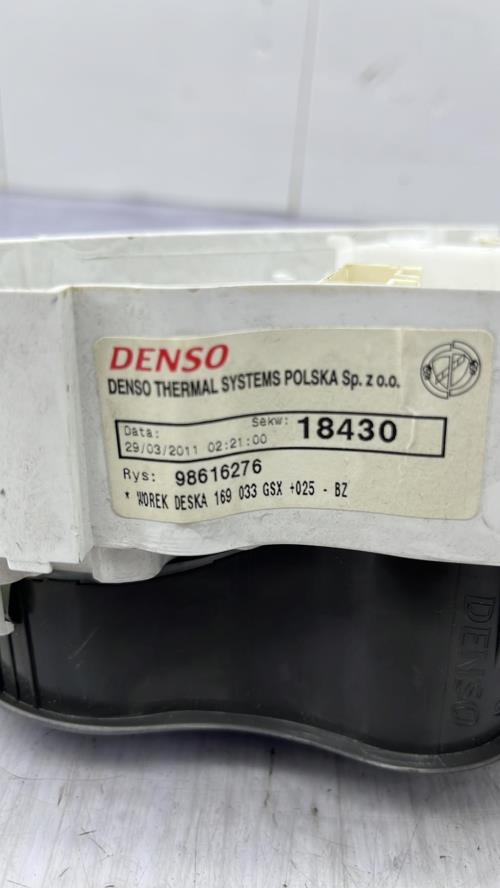 DENSO
DENSO THERMAL SYSTEMS POLSKA Sp. z o.o.
Data: Sekw: 18430
29/03/2011 02:21:00
Rys: 98616276
* WOREK DESKA 169 033 GSX +025 - BZ
DENSO